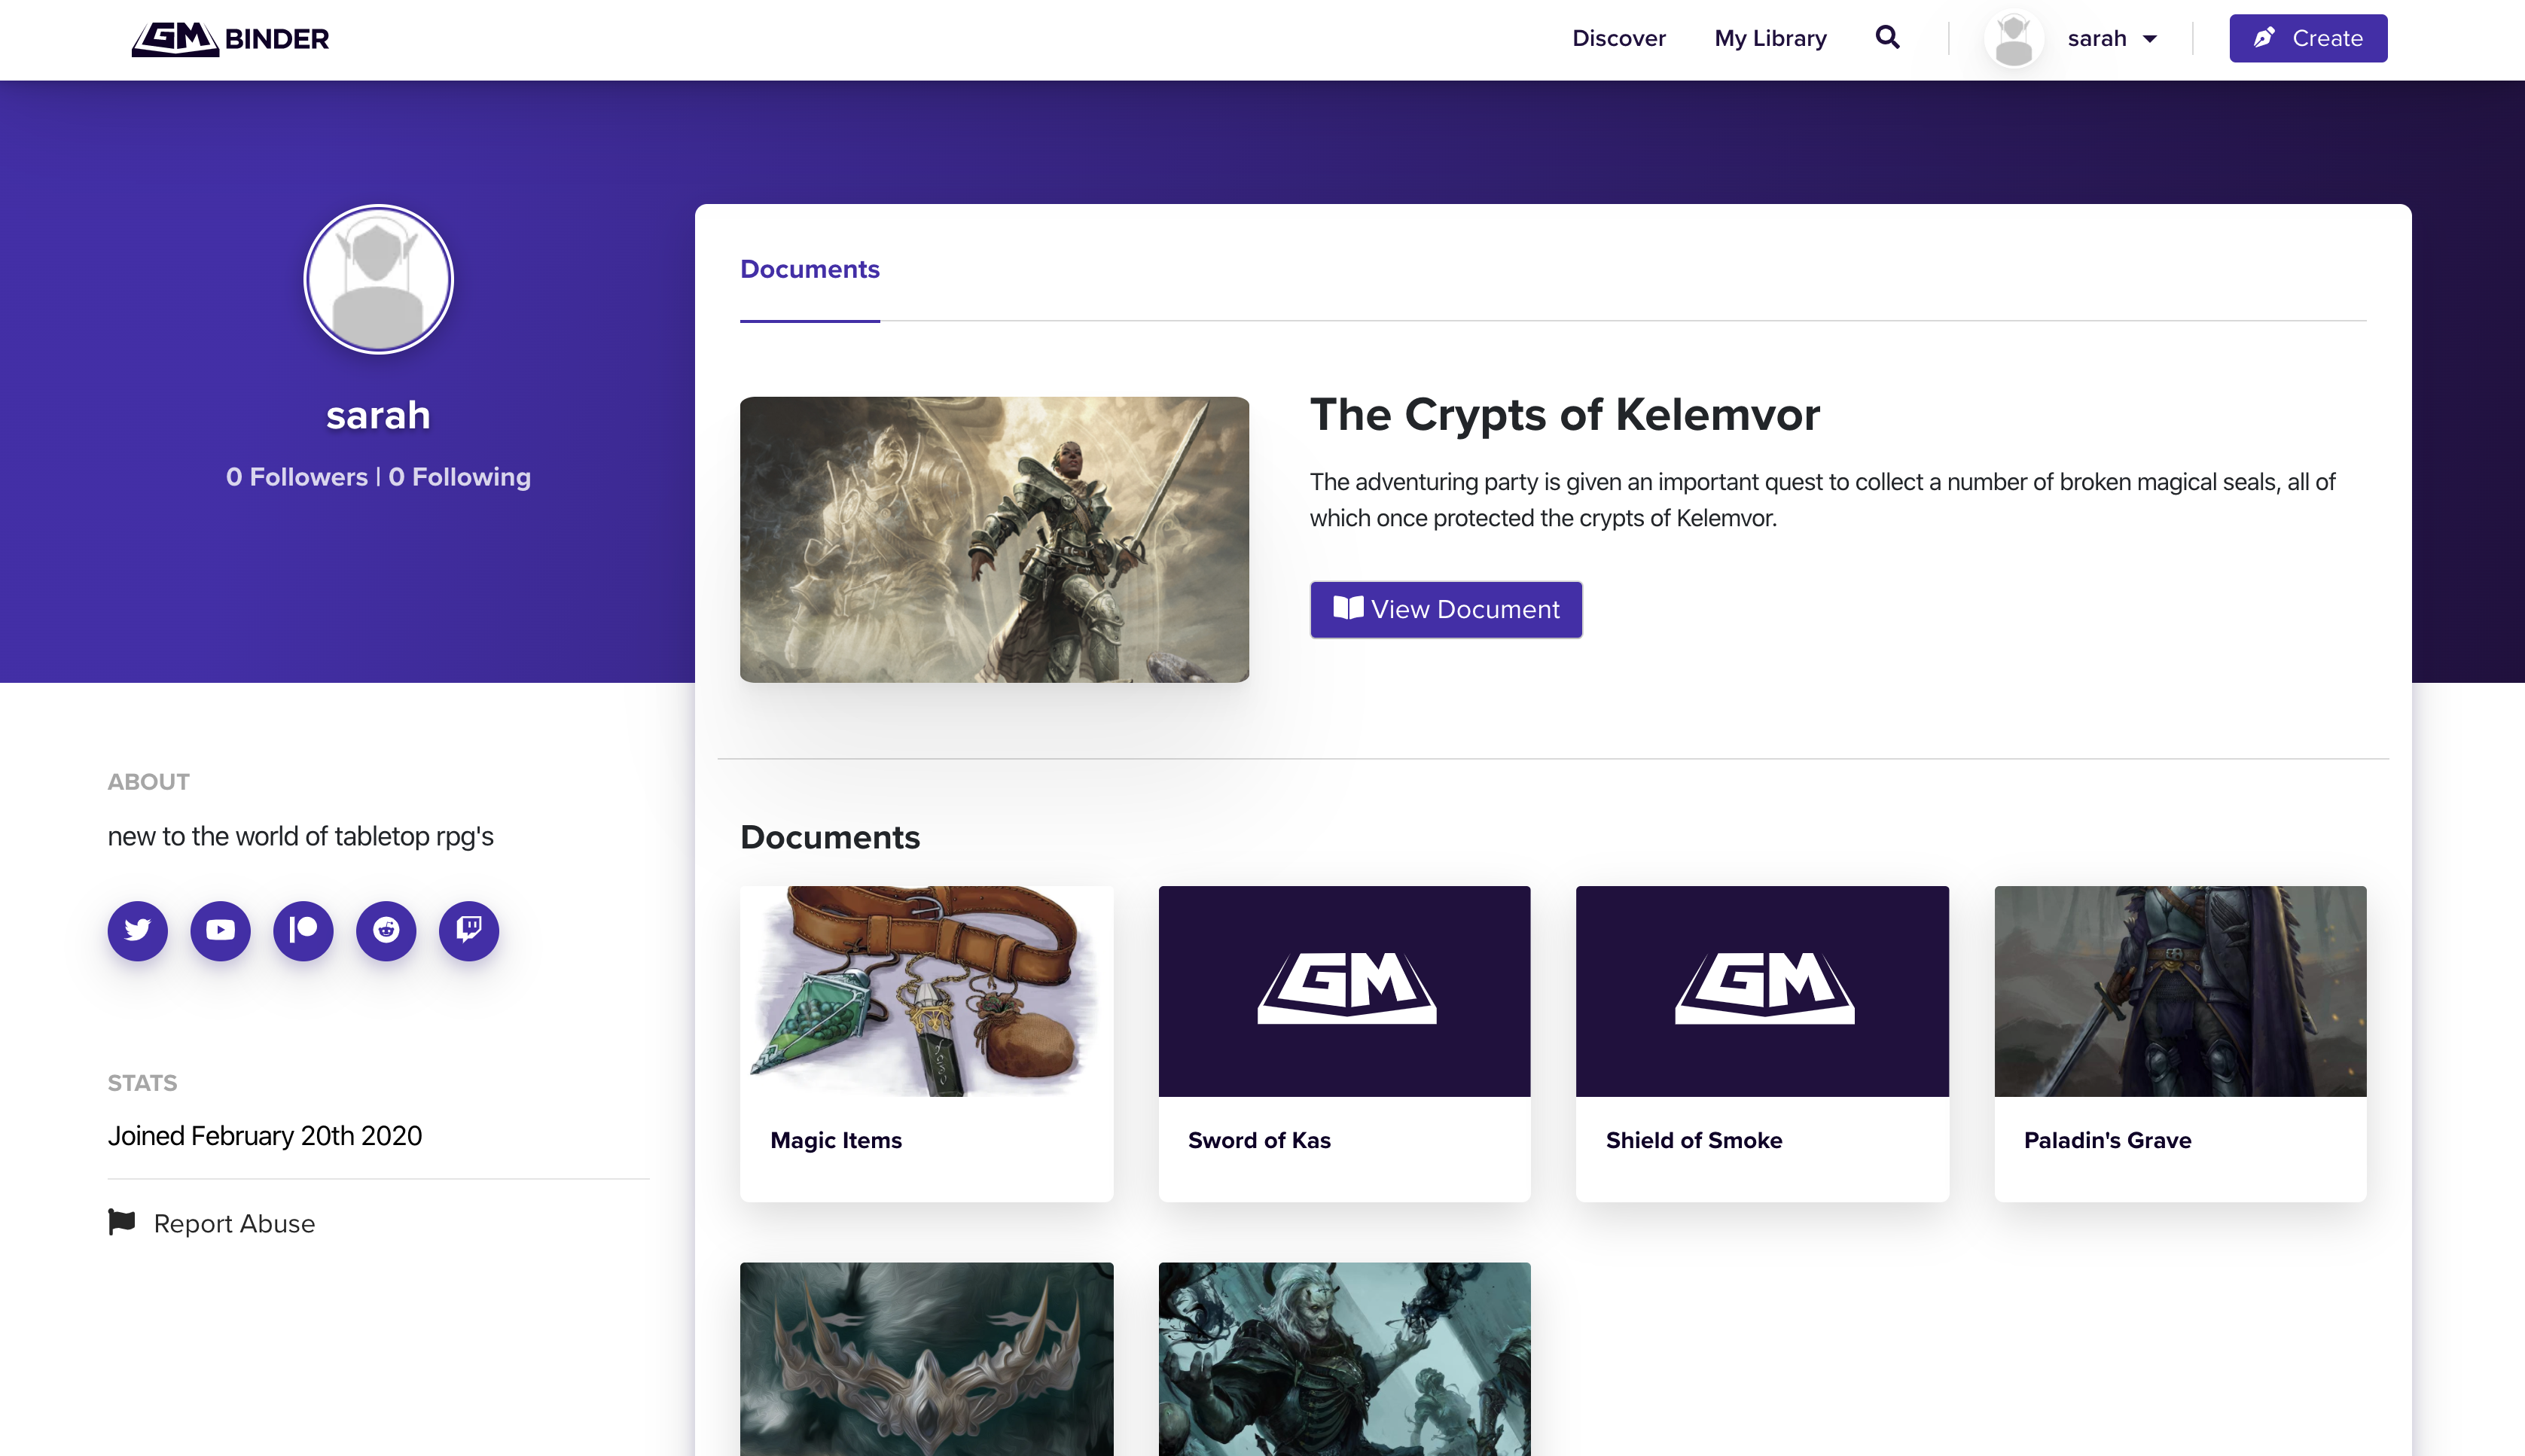 GM BINDER
Discover
My Library
sarah
Create
sarah
0 Followers | 0 Following
ABOUT
new to the world of tabletop rpg's
STATS
Joined February 20th 2020
Report Abuse
Documents
The Crypts of Kelemvor
The adventuring party is given an important quest to collect a number of broken magical seals, all of
which once protected the crypts of Kelemvor.
View Document
Documents
GM
GM
Magic Items
Sword of Kas
Shield of Smoke
Paladin's Grave